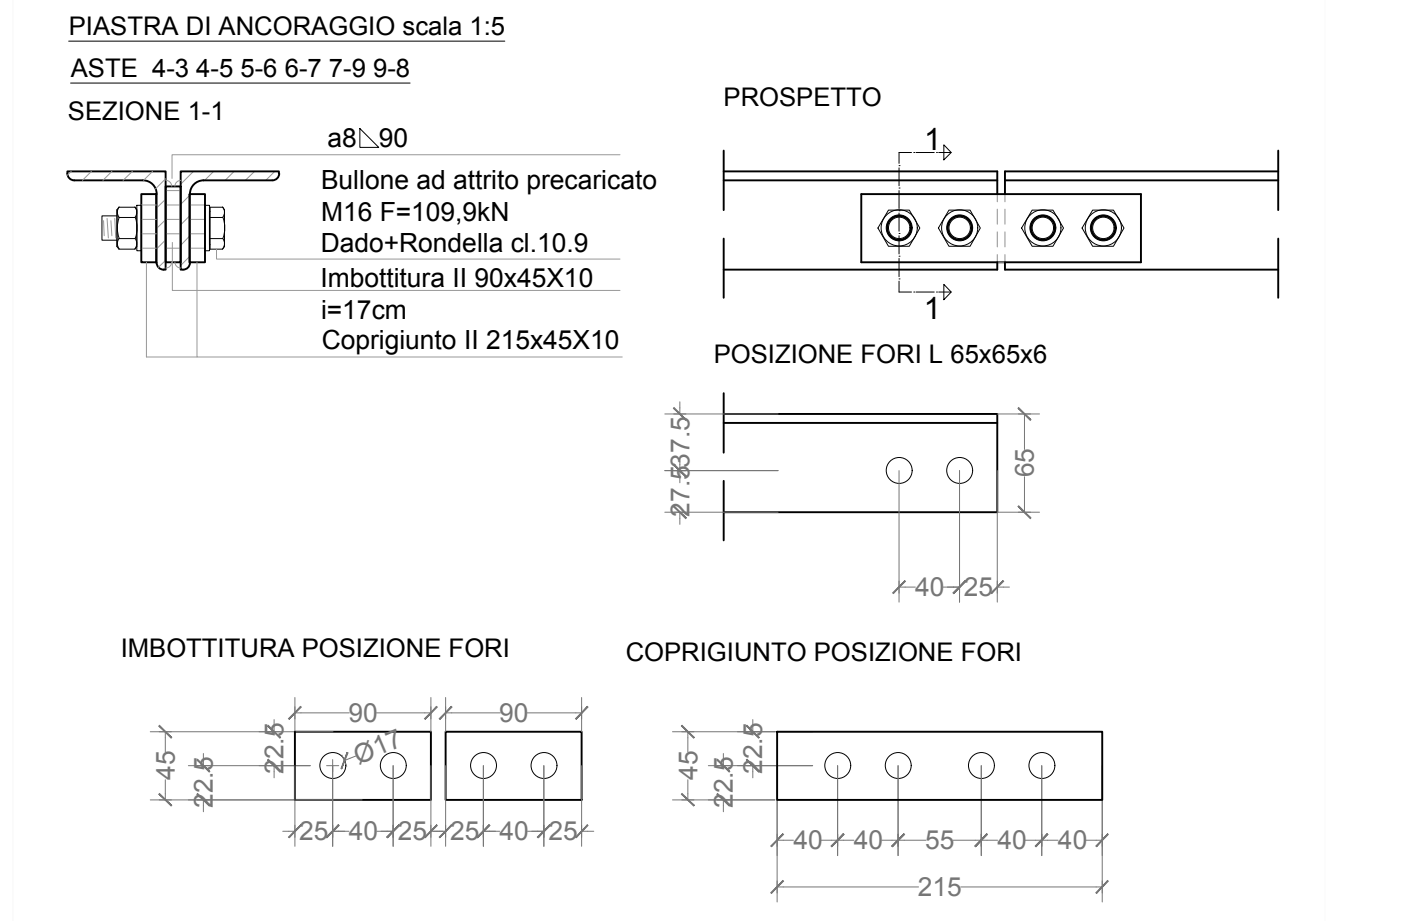 PIASTRA DI ANCORAGGIO scala 1:5
ASTE 4-3 4-5 5-6 6-7 7-9 9-8
SEZIONE 1-1
a8◺90
Bullone ad attrito precaricato
M16 F=109,9kN
Dado+Rondella cl.10.9
Imbottitura II 90x45X10
i=17cm
Coprigiunto II 215x45X10
PROSPETTO
1
1
POSIZIONE FORI L 65x65x6
37.5
27.5
65
40 25
IMBOTTITURA POSIZIONE FORI
90 90
22.5
Ø17
45
22.5
25 40 25 25 40 25
COPRIGIUNTO POSIZIONE FORI
22.5
45
22.5
40 40 55 40 40
215